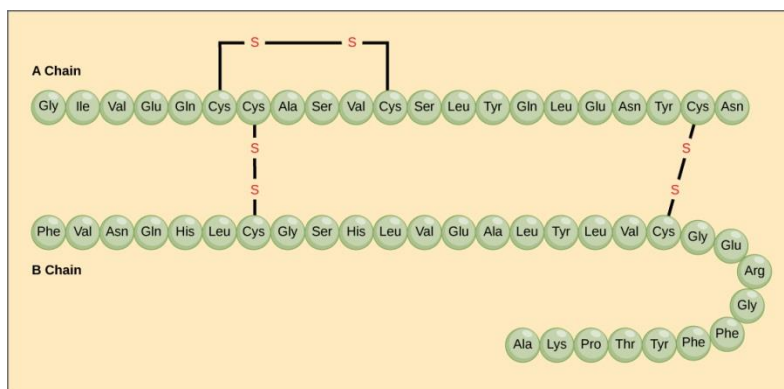 S S
A Chain
Gly Ile Val Glu Gln Cys Cys Ala Ser Val Cys Ser Leu Tyr Gln Leu Glu Asn Tyr Cys Asn
S S
S S
Phe Val Asn Gln His Leu Cys Gly Ser His Leu Val Glu Ala Leu Tyr Leu Val Cys Gly Glu
B Chain
Arg
Gly
Ala Lys Pro Thr Tyr Phe Phe